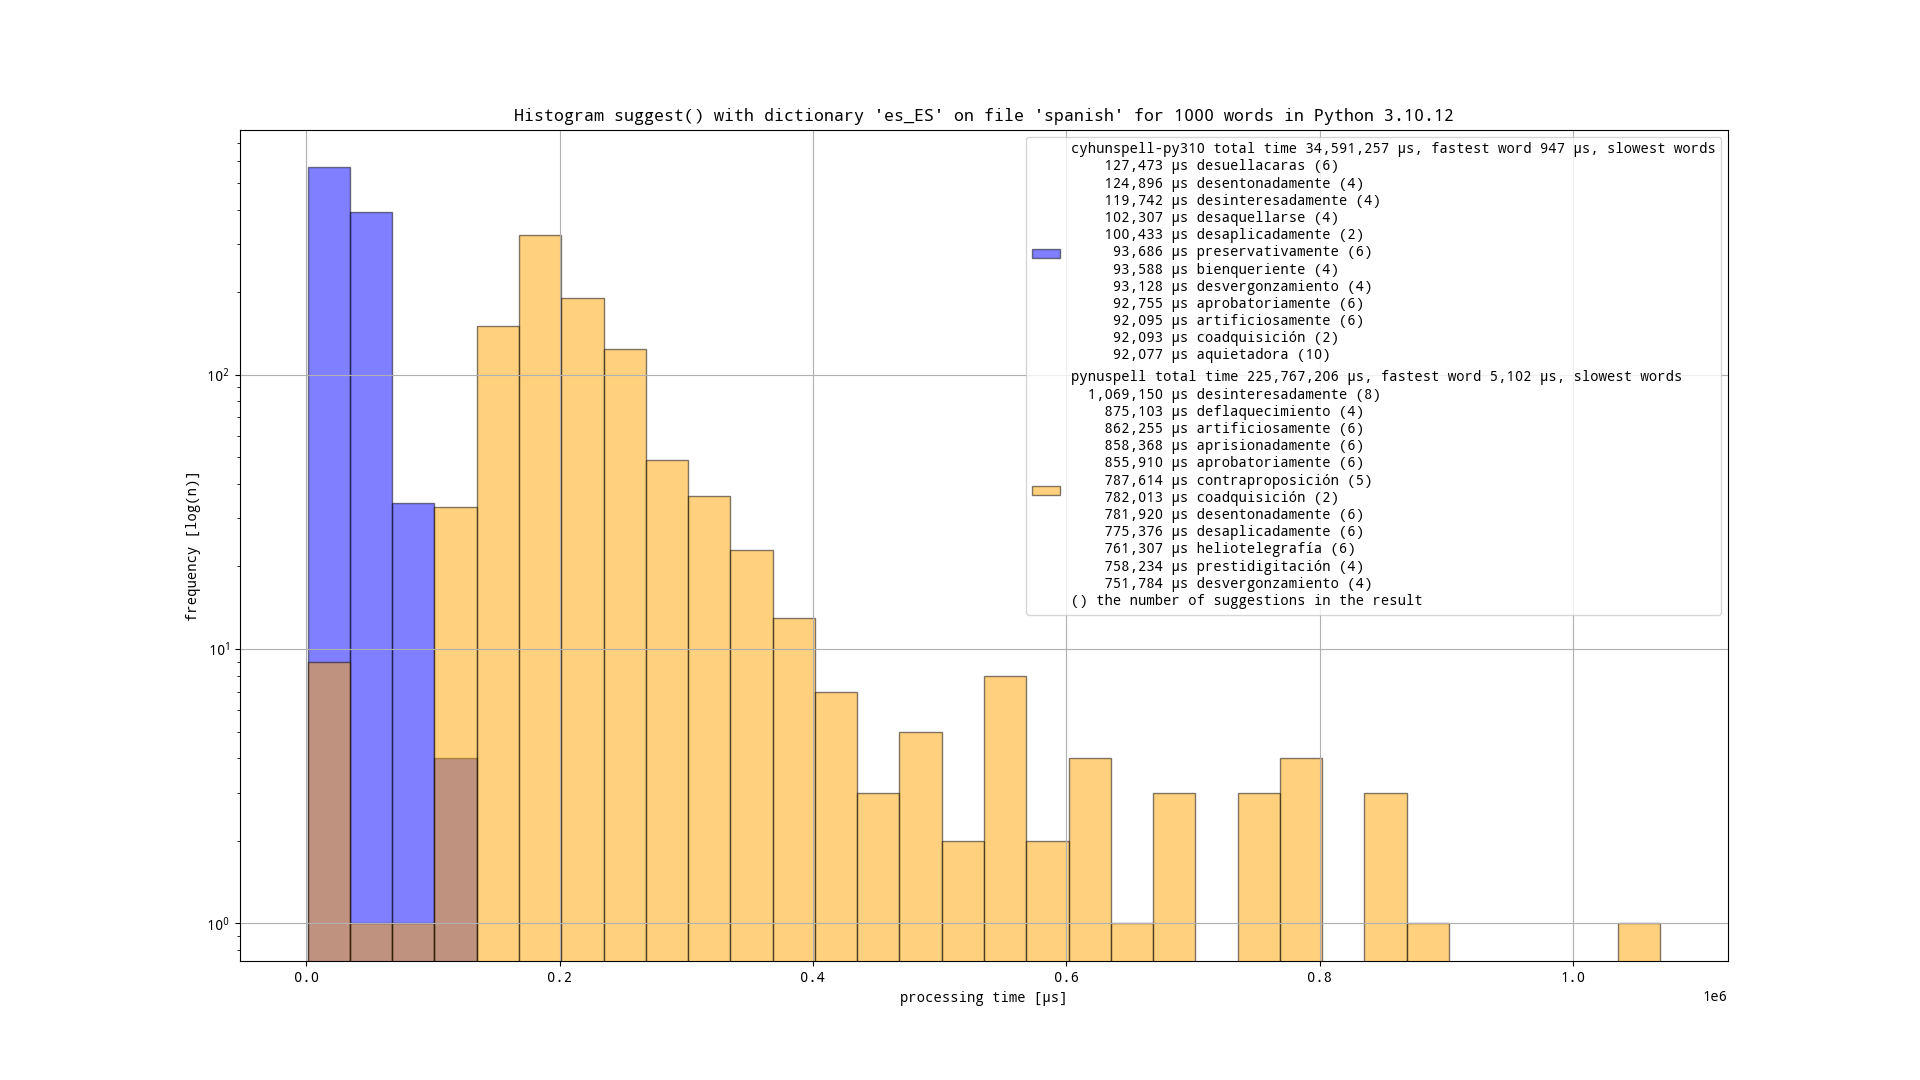 Histogram suggest() with dictionary 'es_ES' on file 'spanish' for 1000 words in Python 3.10.12
cyhunspell-py310 total time 34,591,257 µs, fastest word 947 µs, slowest words
127,473 µs desuellacaras (6)
124,896 µs desentonadamente (4)
119,742 µs desinteresadamente (4)
102,307 µs desaquellarse (4)
100,433 µs desaplicadamente (2)
93,686 µs preservativamente (6)
93,588 µs bienqueriente (4)
93,128 µs desvergonzamiento (4)
92,755 µs aprobatoriamente (6)
92,095 µs artificiosamente (6)
92,093 µs coadquisición (2)
92,077 µs aquietadora (10)
pynuspell total time 225,767,206 µs, fastest word 5,102 µs, slowest words
1,069,150 µs desinteresadamente (8)
875,103 µs deflaquecimiento (4)
862,255 µs artificiosamente (6)
858,368 µs aprisionadamente (6)
855,910 µs aprobatoriamente (6)
787,614 µs contraproposición (5)
782,013 µs coadquisición (2)
781,920 µs desentonadamente (6)
775,376 µs desaplicadamente (6)
761,307 µs heliotelegrafía (6)
758,234 µs prestidigitación (4)
751,784 µs desvergonzamiento (4)
() the number of suggestions in the result
frequency [log(n)]
10²
10¹
10⁰
0.0 0.2 0.4 0.6 0.8 1.0
processing time [µs]
1e6